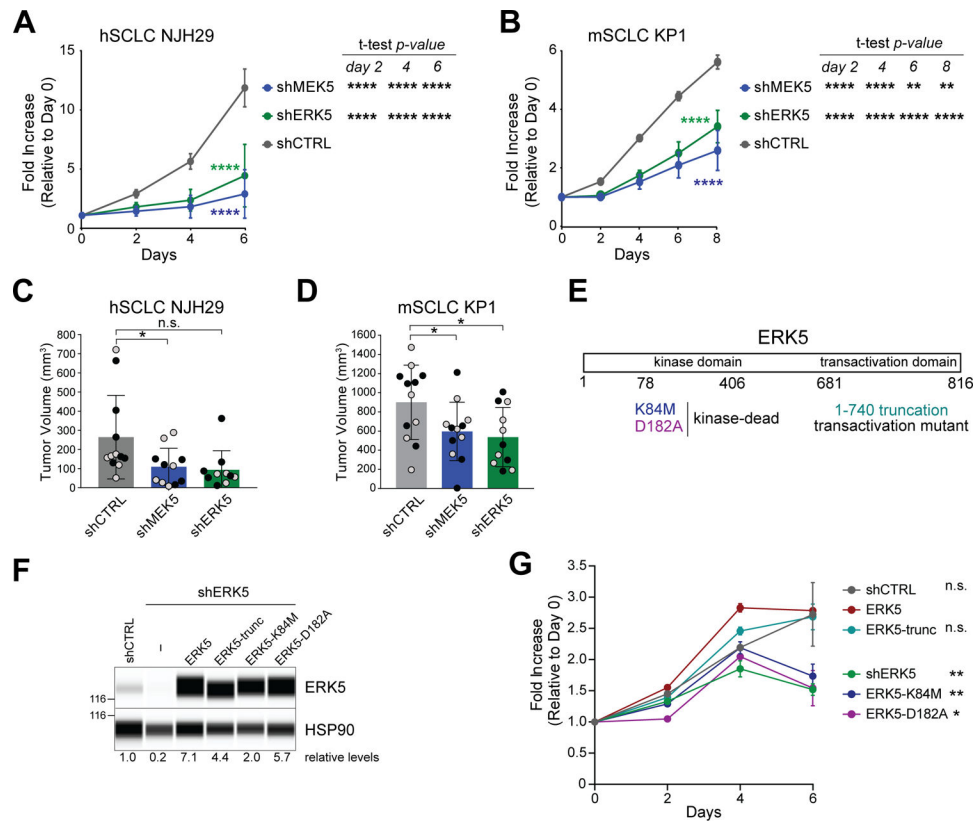 A
hSCLC NJH29
Fold Increase
(Relative to Day 0)
15
10
5
0
0 2 4 6
Days
**** 
****
shMEK5
shERK5
shCTRL
t-test p-value
day 2 4 6
**** **** ****
**** **** ****
B
mSCLC KP1
Fold Increase
(Relative to Day 0)
6
4
2
0
0 2 4 6 8
Days
****
****
shMEK5
shERK5
shCTRL
t-test p-value
day 2 4 6 8
**** **** ** **
**** **** **** ****
C
hSCLC NJH29
n.s.
*
Tumor Volume (mm³)
800
700
600
500
400
300
200
100
0
shCTRL
shMEK5
shERK5
D
mSCLC KP1
*
*
Tumor Volume (mm³)
1600
1400
1200
1000
800
600
400
200
0
shCTRL
shMEK5
shERK5
E
ERK5
kinase domain transactivation domain
1 78 406 681 816
K84M
D182A
kinase-dead
1-740 truncation
transactivation mutant
F
shERK5
shCTRL
–
ERK5
ERK5-trunc
ERK5-K84M
ERK5-D182A
116
ERK5
116
HSP90
1.0 0.2 7.1 4.4 2.0 5.7 relative levels
G
Fold Increase
(Relative to Day 0)
3.5
3.0
2.5
2.0
1.5
1.0
0.5
0
0 2 4 6
Days
shCTRL n.s.
ERK5
ERK5-trunc n.s.
shERK5 **
ERK5-K84M **
ERK5-D182A *